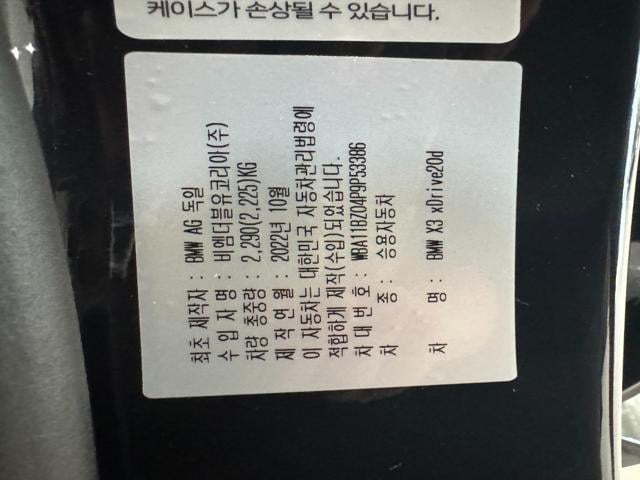 케이스가 손상될 수 있습니다.
최초 제작자 : BMW AG 독일
수 입 자 명 : 비엠더블유코리아(주)
차량 총중량 : 2,290(2,225)KG
제 작 연 월 : 2022년 10월
이 자동차는 대한민국 자동차관리법령에
적합하게 제작(수입)되었습니다.
차 대 번 호 : WBA11BZ04P9P53386
차 종 : 승용자동차
차 명 : BMW X3 xDrive20d